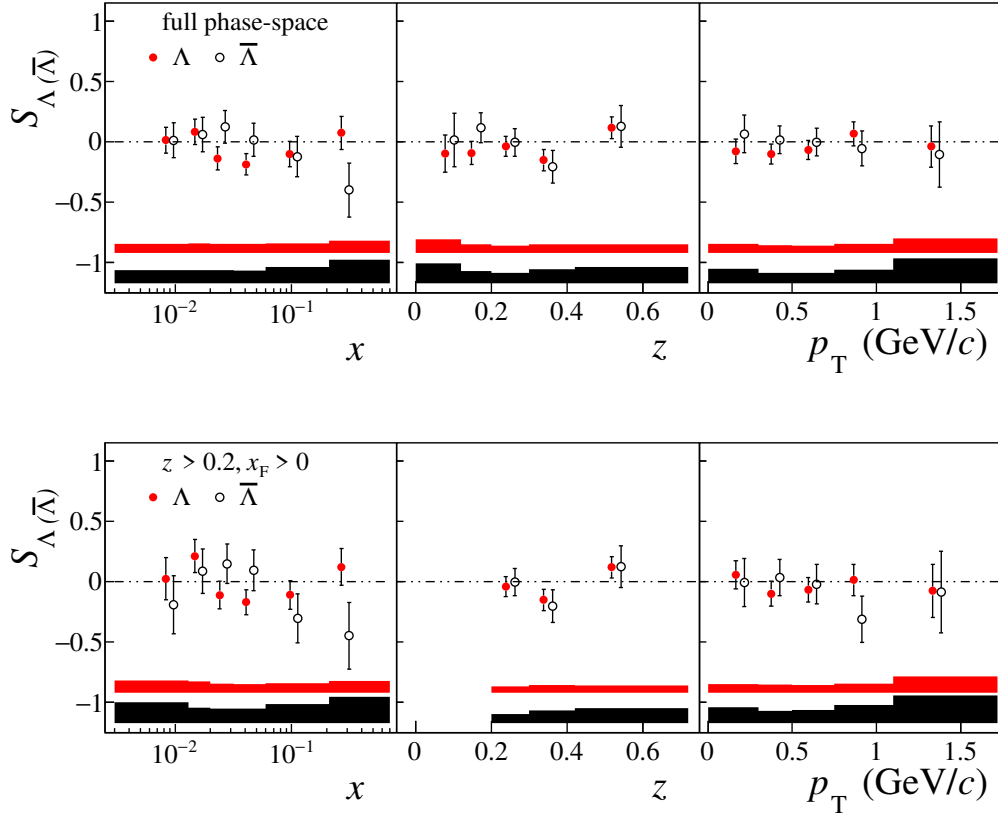 full phase-space
Λ Λ̅
S_Λ(Λ̅)
1
0.5
0
−0.5
−1
10⁻² 10⁻¹
0 0.2 0.4 0.6
0 0.5 1 1.5
x
z
p_T (GeV/c)
z > 0.2, x_F > 0
Λ Λ̅
S_Λ(Λ̅)
1
0.5
0
−0.5
−1
10⁻² 10⁻¹
0 0.2 0.4 0.6
0 0.5 1 1.5
x
z
p_T (GeV/c)